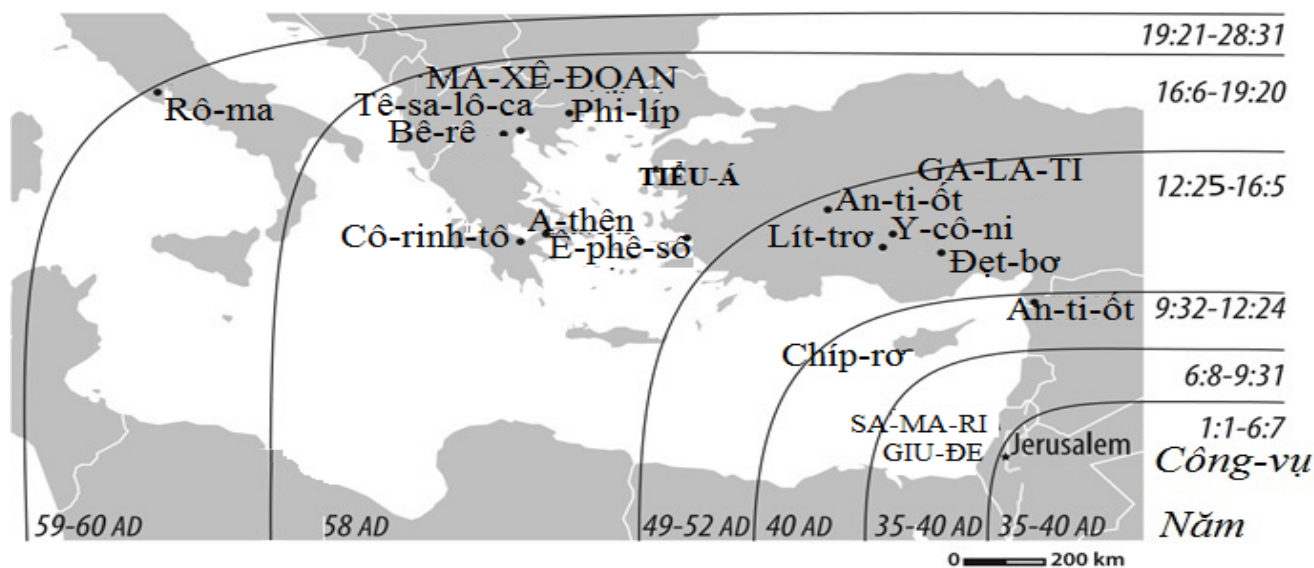 19:21-28:31
MA-XÊ-ĐOAN
16:6-19:20
Rô-ma
Tê-sa-lô-ca
Phi-líp
Bê-rê
TIỂU-Á
GA-LA-TI
12:25-16:5
An-ti-ốt
Cô-rinh-tô
A-thên
Ê-phê-sô
Lít-trơ
Y-cô-ni
Đẹt-bơ
An-ti-ốt
9:32-12:24
Chíp-rơ
6:8-9:31
SA-MA-RI
GIU-ĐE
Jerusalem
1:1-6:7
Công-vụ
59-60 AD
58 AD
49-52 AD
40 AD
35-40 AD
35-40 AD
Năm
0
200 km